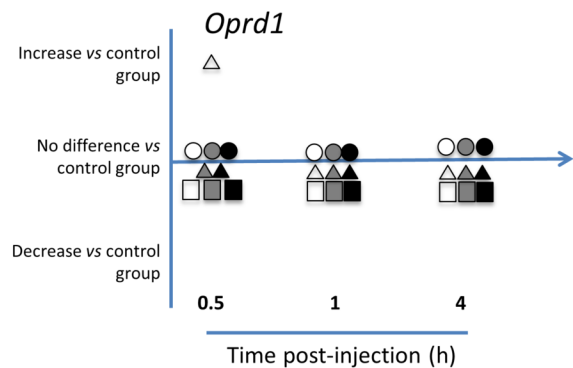 Oprd1
Increase vs control
group
No difference vs
control group
Decrease vs control
group
0.5 1 4
Time post-injection (h)